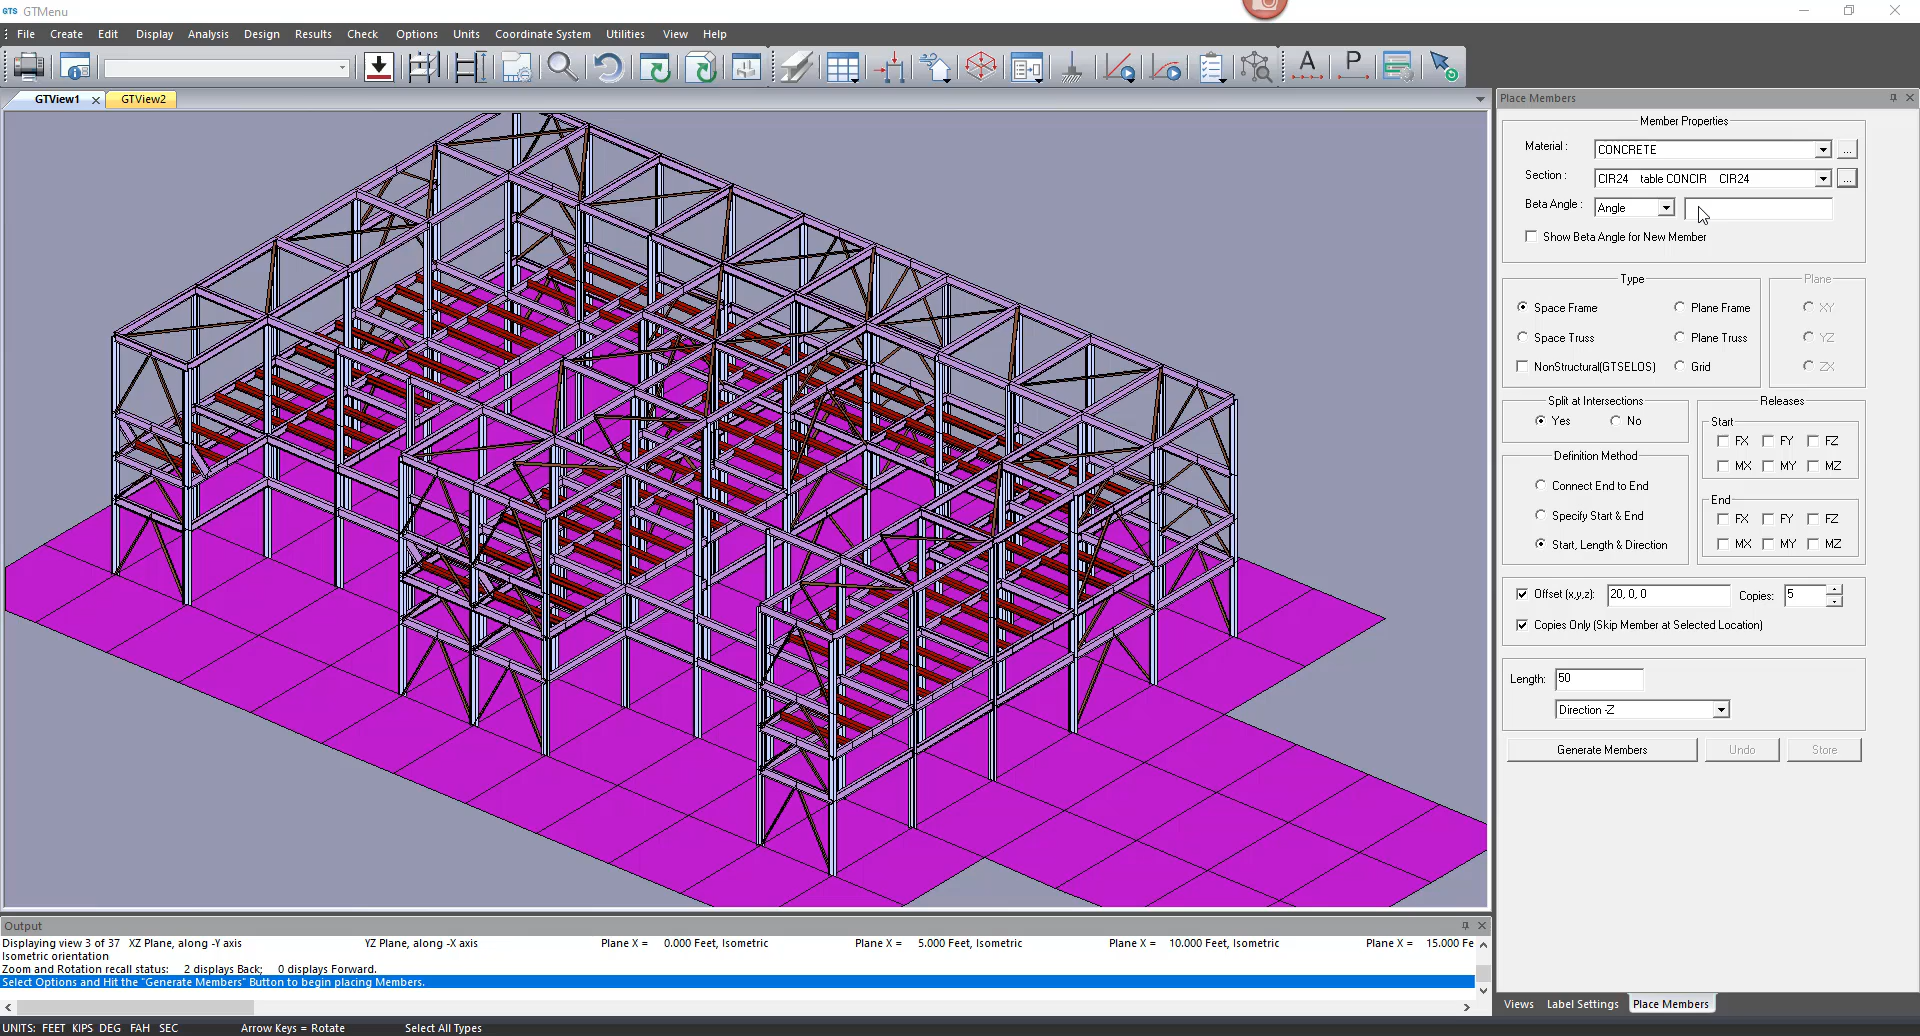 GTS GTMenu
File Create Edit Display Analysis Design Results Check Options Units Coordinate System Utilities View Help
A P
GTView1 GTView2
Place Members
Member Properties
Material : CONCRETE ...
Section : CIR24 table CONCIR CIR24 ...
Beta Angle : Angle
Show Beta Angle for New Member
Type Plane
Space Frame Plane Frame XY
Space Truss Plane Truss YZ
NonStructural(GTSELOS) Grid ZX
Split at Intersections Releases
Yes No
Start
FX FY FZ
MX MY MZ
Definition Method
Connect End to End
Specify Start & End
Start, Length & Direction
End
FX FY FZ
MX MY MZ
Offset (x,y,z): 20, 0, 0 Copies: 5
Copies Only (Skip Member at Selected Location)
Length: 50
Direction -Z
Generate Members Undo Store
Output
Displaying view 3 of 37 XZ Plane, along -Y axis YZ Plane, along -X axis Plane X = 0.000 Feet, Isometric Plane X = 5.000 Feet, Isometric Plane X = 10.000 Feet, Isometric Plane X = 15.000 Fe
Isometric orientation
Zoom and Rotation recall status: 2 displays Back; 0 displays Forward.
Select Options and Hit the "Generate Members" Button to begin placing Members.
Views Label Settings Place Members
UNITS: FEET KIPS DEG FAH SEC Arrow Keys = Rotate Select All Types